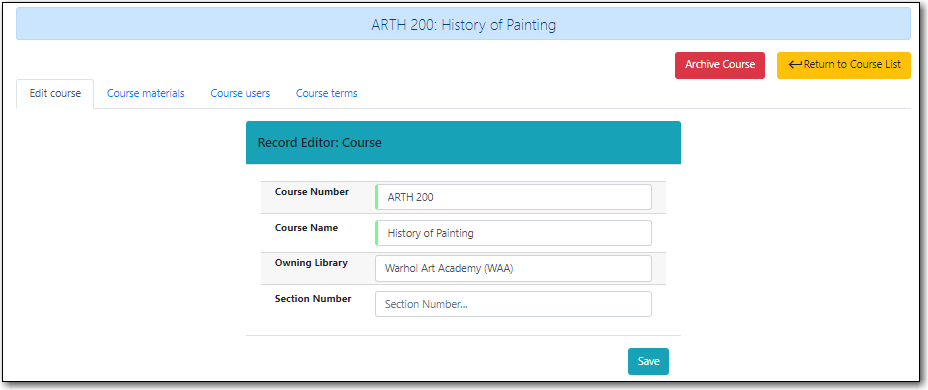 ARTH 200: History of Painting
Archive Course
Return to Course List
Edit course
Course materials
Course users
Course terms
Record Editor: Course
Course Number
ARTH 200
Course Name
History of Painting
Owning Library
Warhol Art Academy (WAA)
Section Number
Section Number...
Save